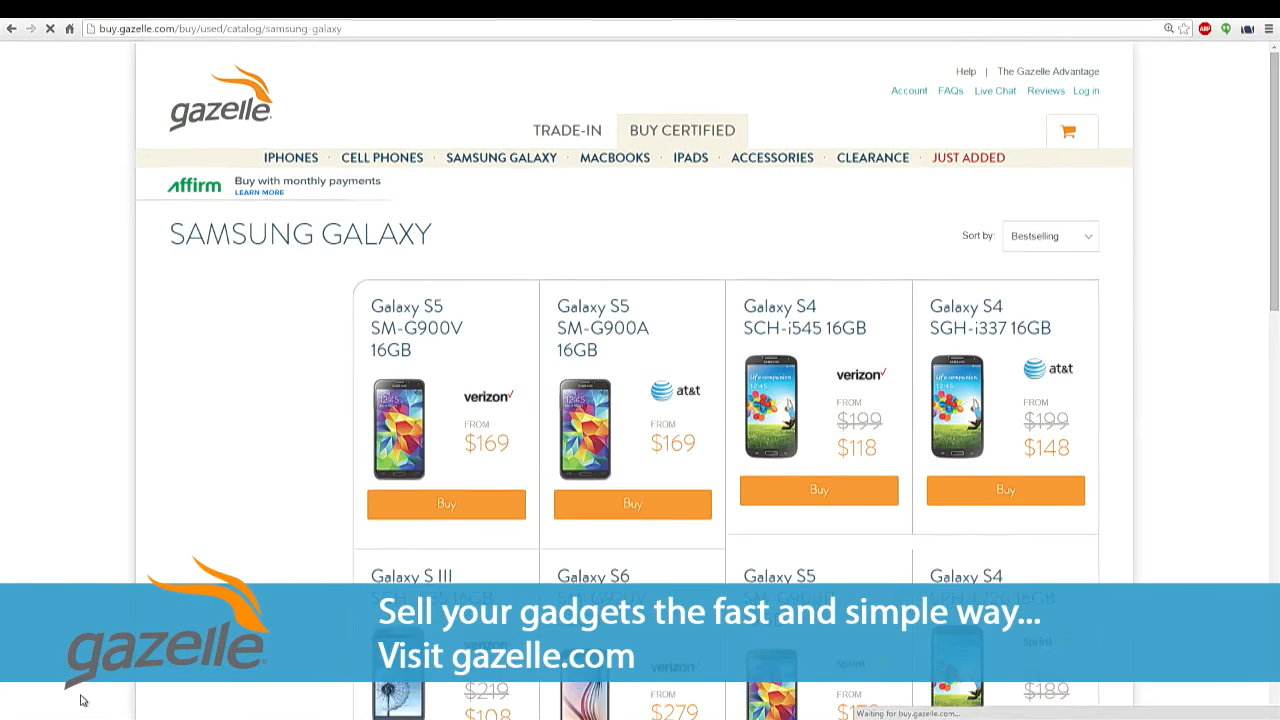 buy.gazelle.com/buy/used/catalog/samsung-galaxy
ABP
gazelle
Help | The Gazelle Advantage
Account FAQs Live Chat Reviews Log in
TRADE-IN BUY CERTIFIED
IPHONES · CELL PHONES · SAMSUNG GALAXY · MACBOOKS · IPADS · ACCESSORIES · CLEARANCE · JUST ADDED
affirm Buy with monthly payments
LEARN MORE
SAMSUNG GALAXY
Sort by: Bestselling
Galaxy S5
SM-G900V
16GB
verizon
FROM
$169
Buy
Galaxy S5
SM-G900A
16GB
at&t
FROM
$169
Buy
Galaxy S4
SCH-i545 16GB
verizon
FROM
$199
$118
Buy
Galaxy S4
SGH-i337 16GB
at&t
FROM
$199
$148
Buy
Galaxy S III
verizon
$219
$108
Galaxy S6
verizon
FROM
$279
Galaxy S5
Sprint
FROM
Galaxy S4
Sprint
$189
gazelle
Sell your gadgets the fast and simple way...
Visit gazelle.com
Waiting for buy.gazelle.com...